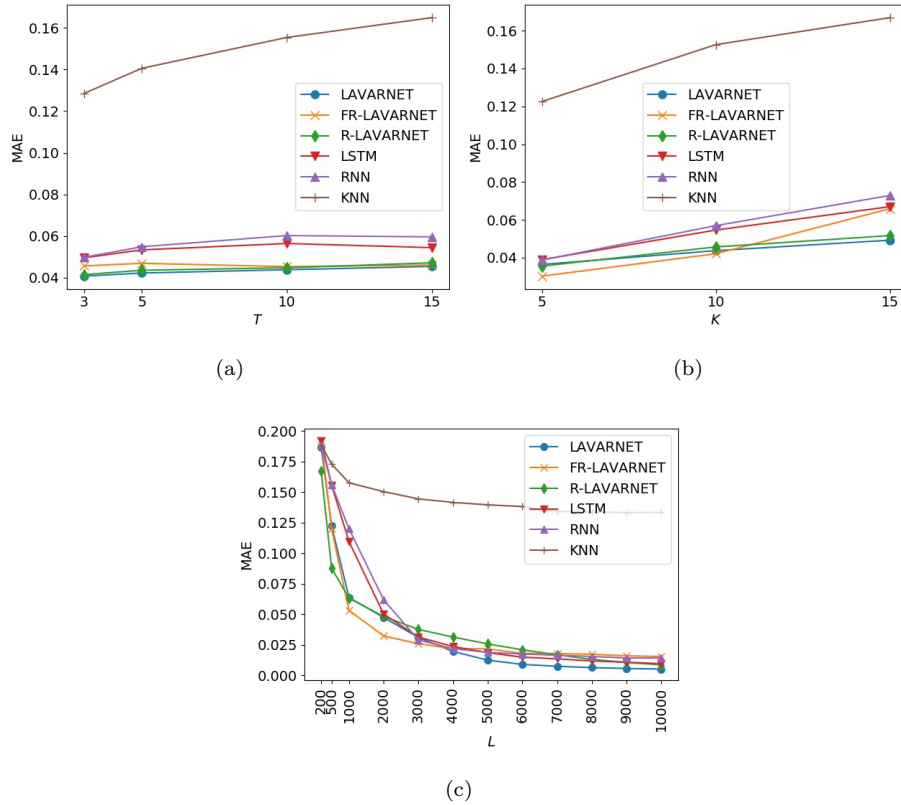 0.16
0.14
0.12
0.10
0.08
0.06
0.04
MAE
LAVARNET
FR-LAVARNET
R-LAVARNET
LSTM
RNN
KNN
3 5 10 15
T
(a)
0.16
0.14
0.12
0.10
0.08
0.06
0.04
MAE
LAVARNET
FR-LAVARNET
R-LAVARNET
LSTM
RNN
KNN
5 10 15
K
(b)
0.200
0.175
0.150
0.125
0.100
0.075
0.050
0.025
0.000
MAE
LAVARNET
FR-LAVARNET
R-LAVARNET
LSTM
RNN
KNN
200 500 1000 2000 3000 4000 5000 6000 7000 8000 9000 10000
L
(c)